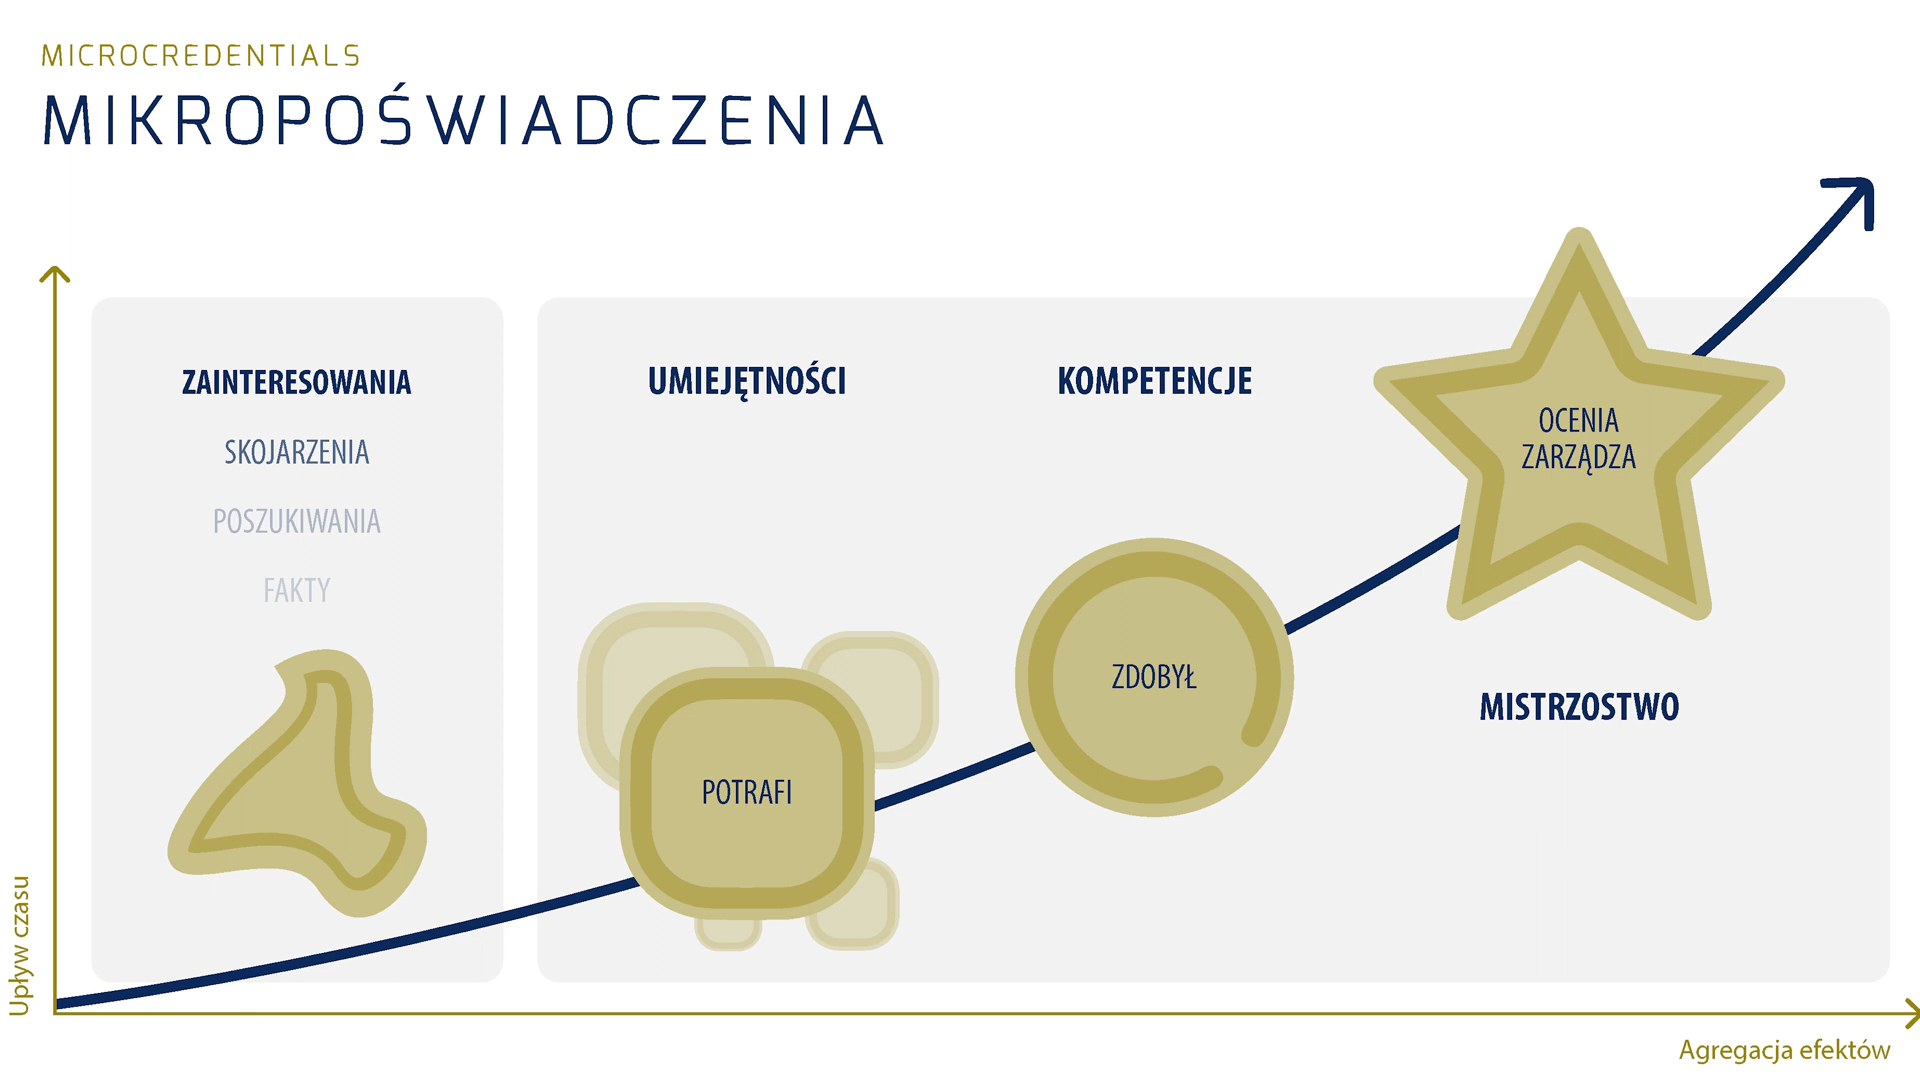 MICROCREDENTIALS
MIKROPOŚWIADCZENIA
ZAINTERESOWANIA
SKOJARZENIA
POSZUKIWANIA
FAKTY
UMIEJĘTNOŚCI
POTRAFI
KOMPETENCJE
ZDOBYŁ
OCENIA
ZARZĄDZA
MISTRZOSTWO
Upływ czasu
Agregacja efektów